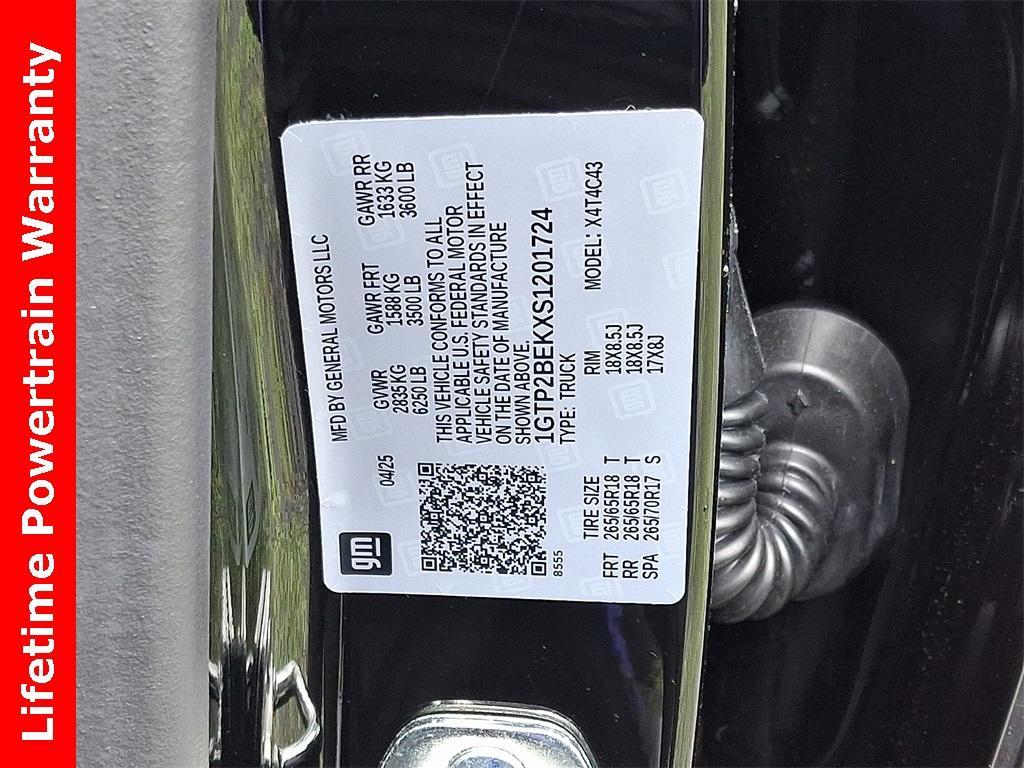 Lifetime Powertrain Warranty
gm
MFD BY GENERAL MOTORS LLC
04/25
GVWR GAWR FRT GAWR RR
2835 KG 1588 KG 1633 KG
6250 LB 3500 LB 3600 LB
THIS VEHICLE CONFORMS TO ALL
APPLICABLE U.S. FEDERAL MOTOR
VEHICLE SAFETY STANDARDS IN EFFECT
ON THE DATE OF MANUFACTURE
SHOWN ABOVE.
1GTP2BEKXS1201724
8555
TYPE: TRUCK
MODEL: X4T4C43
TIRE SIZE RIM
FRT 265/65R18 T 18X8.5J
RR 265/65R18 T 18X8.5J
SPA 265/70R17 S 17X8J